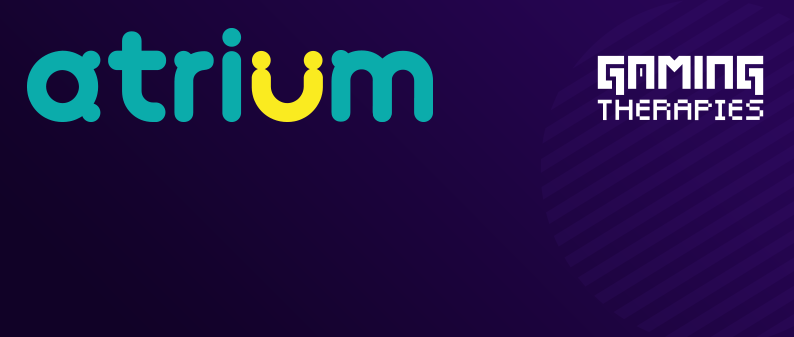 atrium
GAMING
THERAPIES